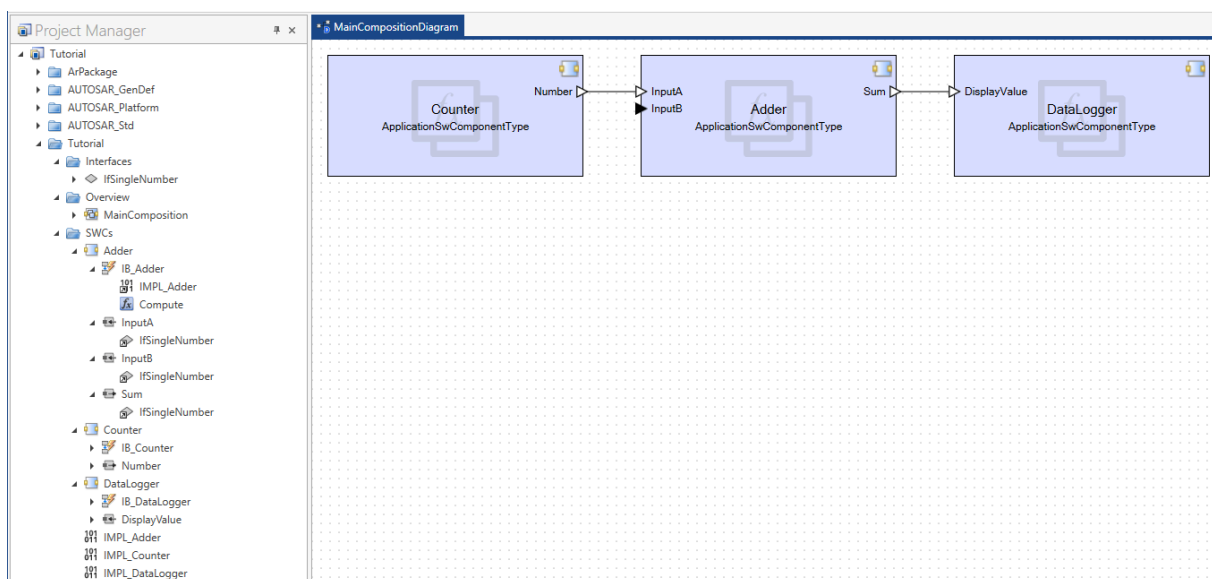 Project Manager
Tutorial
ArPackage
AUTOSAR_GenDef
AUTOSAR_Platform
AUTOSAR_Std
Tutorial
Interfaces
IfSingleNumber
Overview
MainComposition
SWCs
Adder
IB_Adder
IMPL_Adder
Compute
InputA
IfSingleNumber
InputB
IfSingleNumber
Sum
IfSingleNumber
Counter
IB_Counter
Number
DataLogger
IB_DataLogger
DisplayValue
IMPL_Adder
IMPL_Counter
IMPL_DataLogger
MainCompositionDiagram
Number
Counter
ApplicationSwComponentType
InputA
InputB
Sum
Adder
ApplicationSwComponentType
DisplayValue
DataLogger
ApplicationSwComponentType